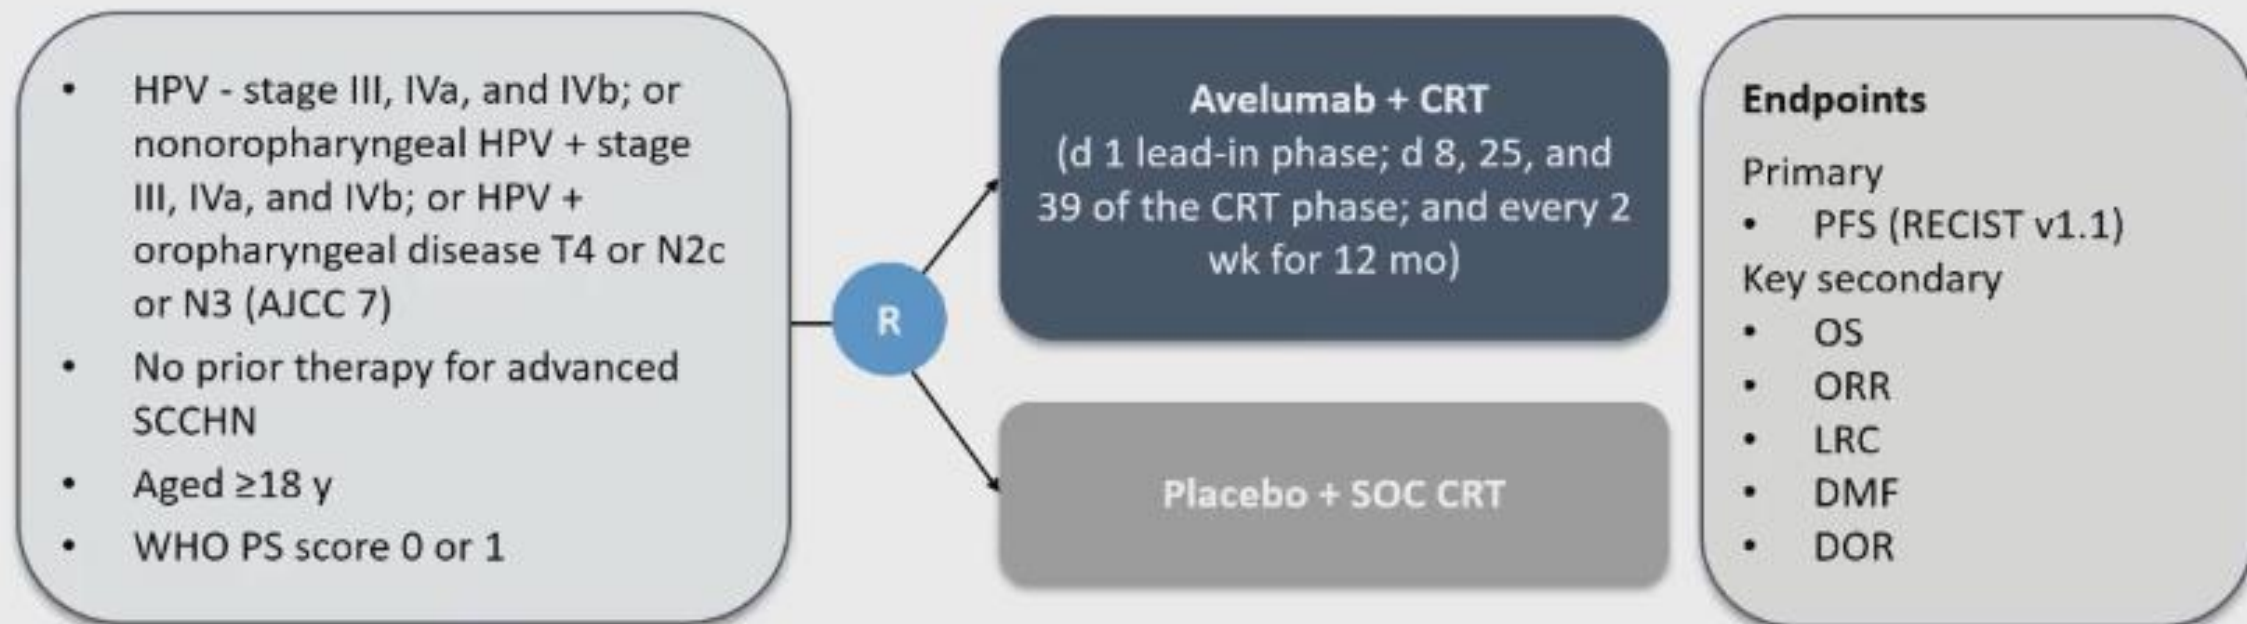 • HPV - stage III, IVa, and IVb; or
nonoropharyngeal HPV + stage
III, IVa, and IVb; or HPV +
oropharyngeal disease T4 or N2c
or N3 (AJCC 7)
• No prior therapy for advanced
SCCHN
• Aged ≥18 y
• WHO PS score 0 or 1
R
Avelumab + CRT
(d 1 lead-in phase; d 8, 25, and
39 of the CRT phase; and every 2
wk for 12 mo)
Placebo + SOC CRT
Endpoints
Primary
• PFS (RECIST v1.1)
Key secondary
• OS
• ORR
• LRC
• DMF
• DOR